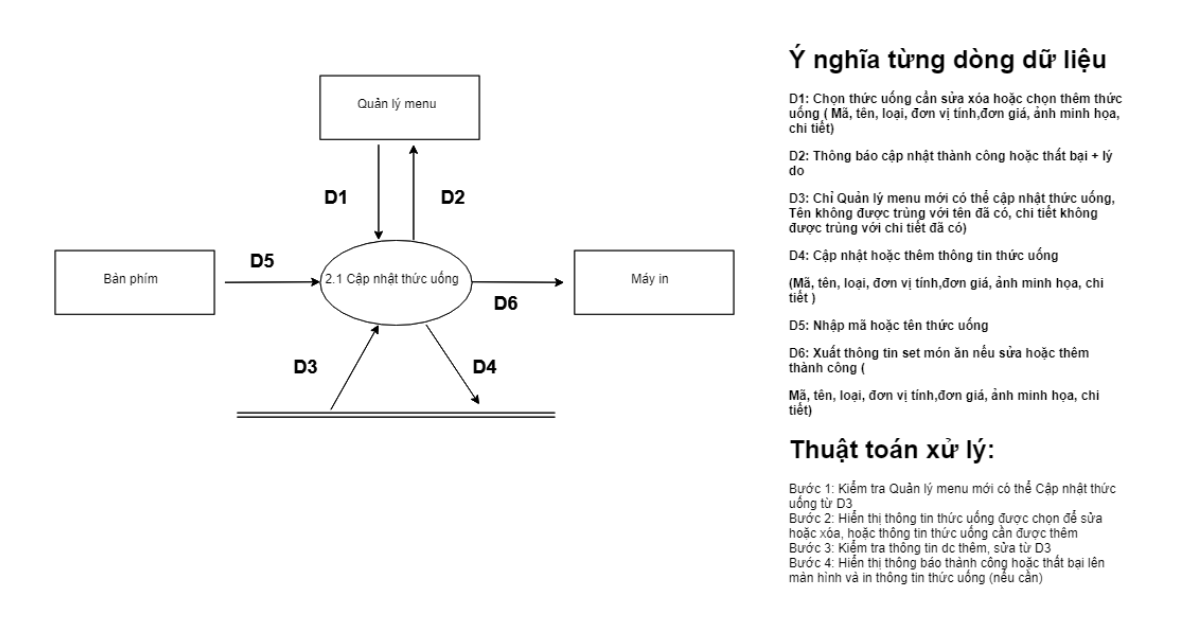 Quản lý menu
D1
D2
Bàn phím
D5
2.1 Cập nhật thức uống
D6
Máy in
D3
D4
Ý nghĩa từng dòng dữ liệu
D1: Chọn thức uống cần sửa xóa hoặc chọn thêm thức
uống ( Mã, tên, loại, đơn vị tính,đơn giá, ảnh minh họa,
chi tiết)
D2: Thông báo cập nhật thành công hoặc thất bại + lý
do
D3: Chỉ Quản lý menu mới có thể cập nhật thức uống,
Tên không được trùng với tên đã có, chi tiết không
được trùng với chi tiết đã có)
D4: Cập nhật hoặc thêm thông tin thức uống
(Mã, tên, loại, đơn vị tính,đơn giá, ảnh minh họa, chi
tiết )
D5: Nhập mã hoặc tên thức uống
D6: Xuất thông tin set món ăn nếu sửa hoặc thêm
thành công (
Mã, tên, loại, đơn vị tính,đơn giá, ảnh minh họa, chi
tiết)
Thuật toán xử lý:
Bước 1: Kiểm tra Quản lý menu mới có thể Cập nhật thức
uống từ D3
Bước 2: Hiển thị thông tin thức uống được chọn để sửa
hoặc xóa, hoặc thông tin thức uống cần được thêm
Bước 3: Kiểm tra thông tin dc thêm, sửa từ D3
Bước 4: Hiển thị thông báo thành công hoặc thất bại lên
màn hình và in thông tin thức uống (nếu cần)